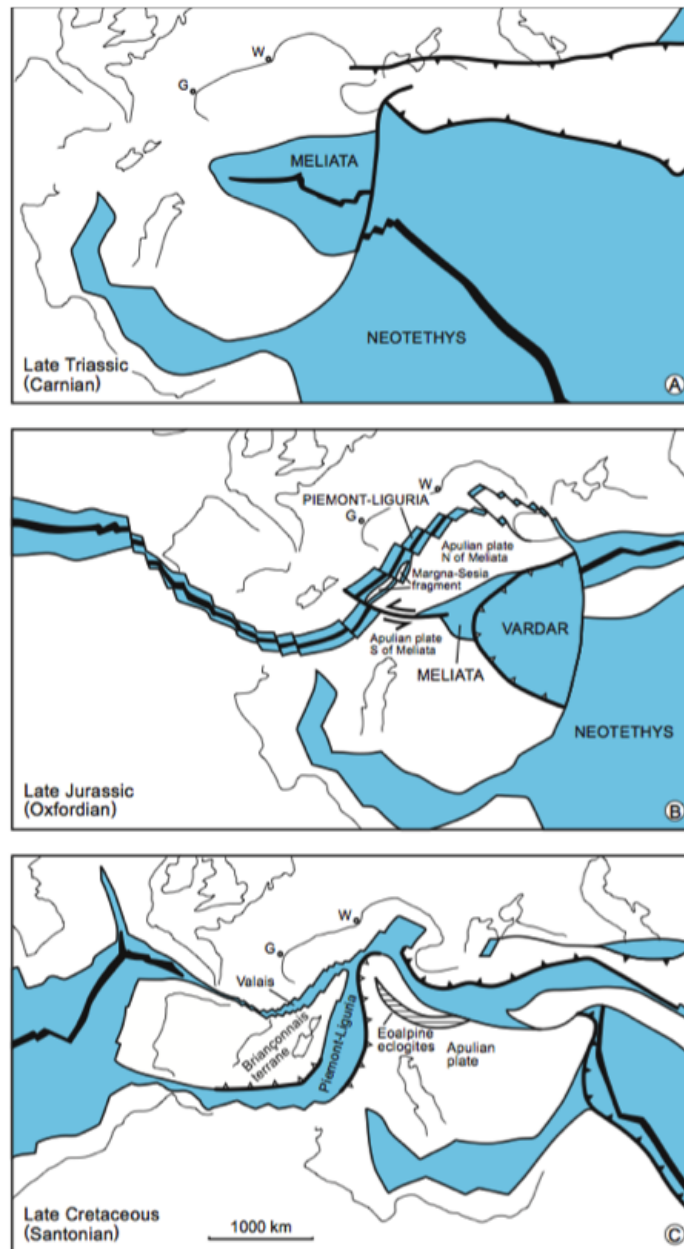 W
G
MELIATA
NEOTETHYS
Late Triassic
(Carnian)
A
W
PIEMONT-LIGURIA
G
Apulian plate
N of Meliata
Margna-Sesia
fragment
VARDAR
Apulian plate
S of Meliata
MELIATA
NEOTETHYS
Late Jurassic
(Oxfordian)
B
W
G
Valais
Briançonnais
terrane
Piemont-Liguria
Eoalpine
eclogites
Apulian
plate
Late Cretaceous
(Santonian)
1000 km
C